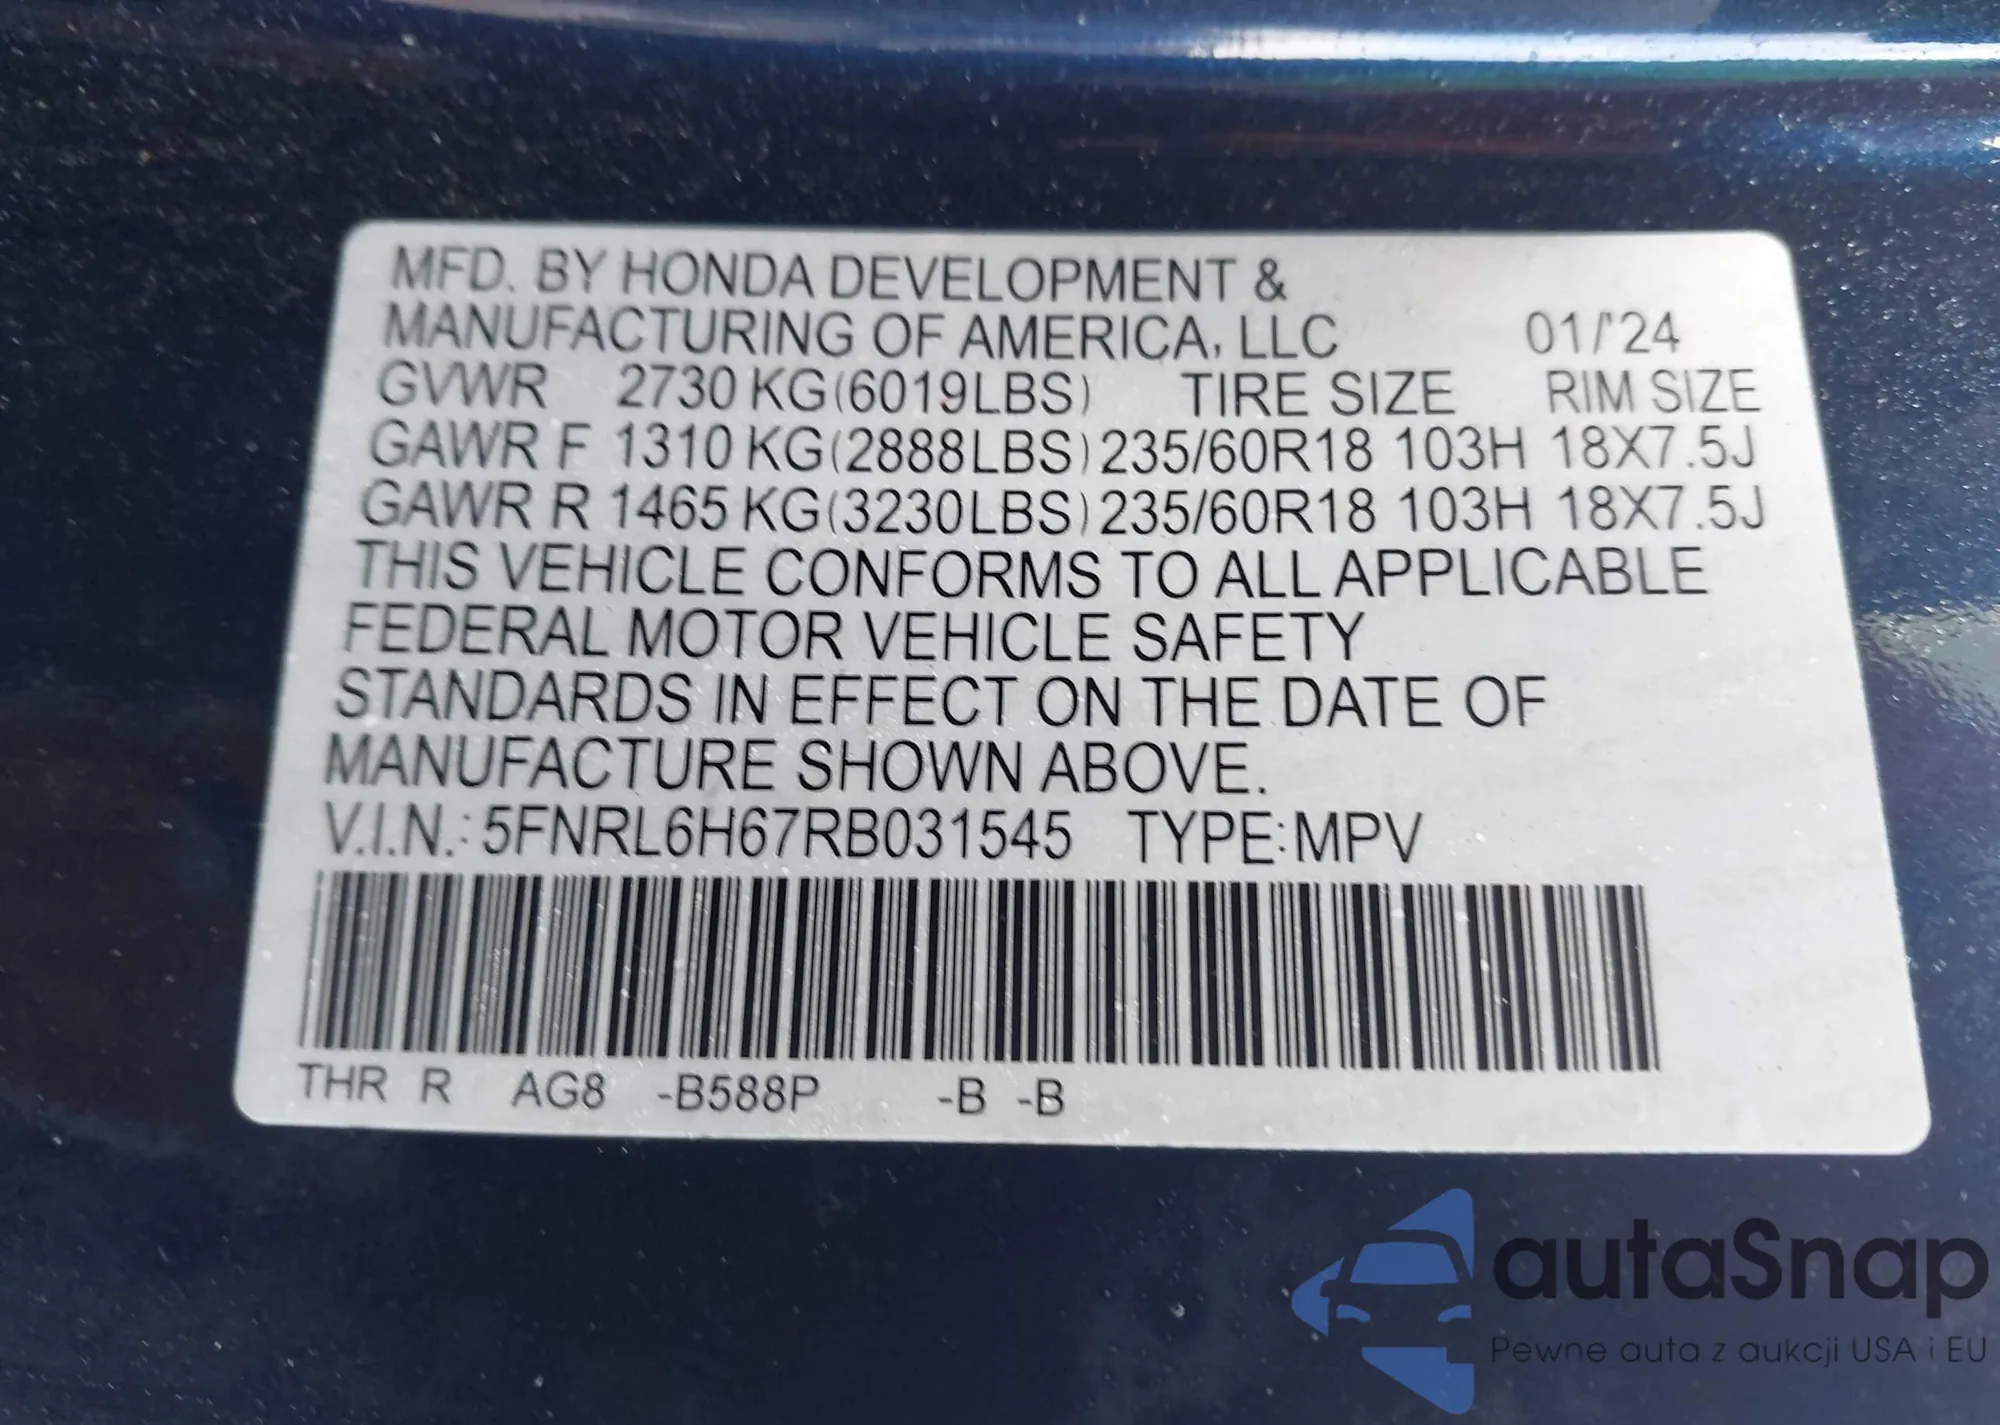 MFD. BY HONDA DEVELOPMENT &
MANUFACTURING OF AMERICA, LLC 01/'24
GVWR 2730 KG(6019LBS) TIRE SIZE RIM SIZE
GAWR F 1310 KG(2888LBS) 235/60R18 103H 18X7.5J
GAWR R 1465 KG(3230LBS) 235/60R18 103H 18X7.5J
THIS VEHICLE CONFORMS TO ALL APPLICABLE
FEDERAL MOTOR VEHICLE SAFETY
STANDARDS IN EFFECT ON THE DATE OF
MANUFACTURE SHOWN ABOVE.
V.I.N.: 5FNRL6H67RB031545 TYPE:MPV
THR R AG8 -B588P -B -B
autaSnap
Pewne auta z aukcji USA i EU